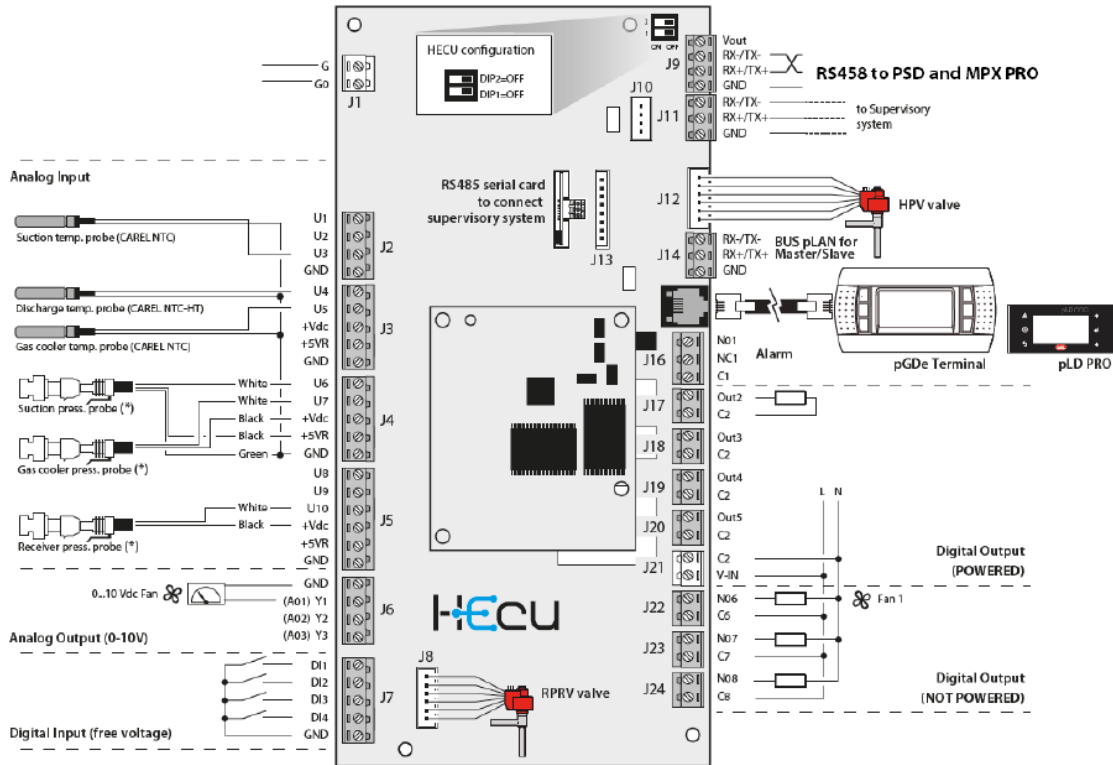 HECU configuration
DIP2=OFF
DIP1=OFF
2
1
ON OFF
G
G0
J1
J9
Vout
RX-/TX-
RX+/TX+
GND
RS458 to PSD and MPX PRO
J10
J11
RX-/TX-
RX+/TX+
GND
to Supervisory
system
Analog Input
Suction temp. probe (CAREL NTC)
U1
U2
U3
GND
J2
RS485 serial card
to connect
supervisory system
J13
J12
HPV valve
J14
RX-/TX-
RX+/TX+
GND
BUS pLAN for
Master/Slave
Discharge temp. probe (CAREL NTC-HT)
Gas cooler temp. probe (CAREL NTC)
U4
U5
+Vdc
+5VR
GND
J3
pGDe Terminal
pLD PRO
pLD PRO
J16
No1
NC1
C1
Alarm
Suction press. probe (*)
Gas cooler press. probe (*)
White
White
Black
Black
Green
U6
U7
+Vdc
+5VR
GND
J4
J17
Out2
C2
J18
Out3
C2
J19
Out4
C2
J20
Out5
C2
J21
C2
V-IN
L N
Digital Output
(POWERED)
Receiver press. probe (*)
White
Black
U8
U9
U10
+Vdc
+5VR
GND
J5
0...10 Vdc Fan
GND
(A01) Y1
(A02) Y2
(A03) Y3
J6
Analog Output (0-10V)
HECU
J22
N06
C6
Fan 1
J23
N07
C7
J24
N08
C8
Digital Output
(NOT POWERED)
DI1
DI2
DI3
DI4
GND
J7
Digital Input (free voltage)
J8
RPRV valve